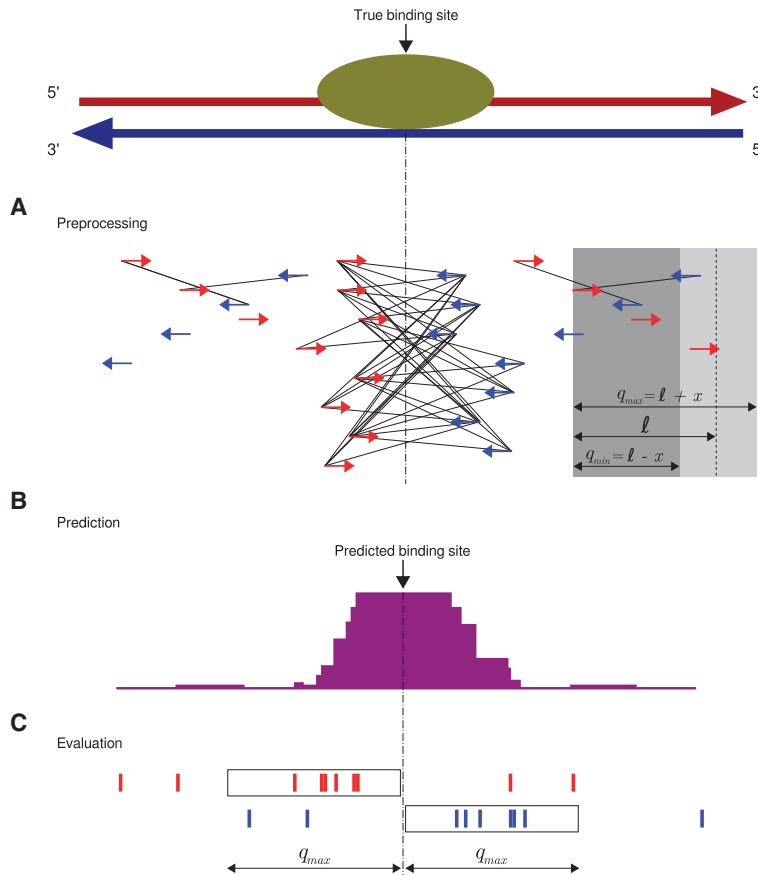 True binding site
5'
3'
3'
5'
A
Preprocessing
q_max = ℓ + x
ℓ
q_min = ℓ - x
B
Prediction
Predicted binding site
C
Evaluation
q_max
q_max